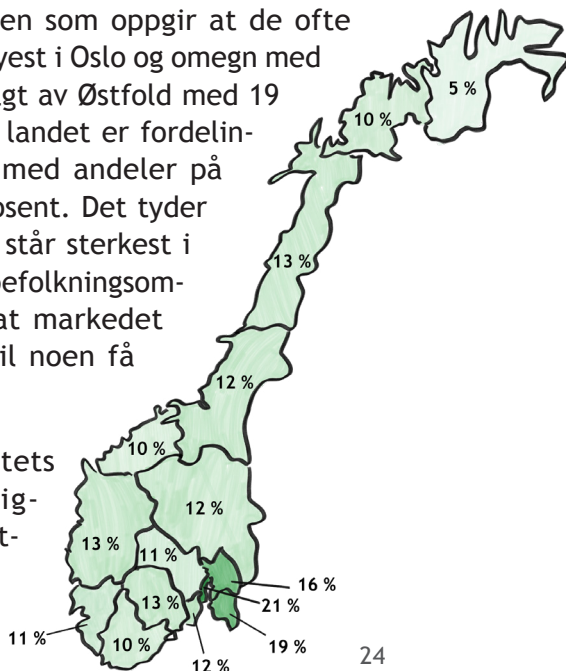 en som oppgir at de ofte
yest i Oslo og omegn med
gt av Østfold med 19
landet er fordelin-
med andeler på
osent. Det tyder
står sterkest i
befolkningsom-
at markedet
il noen få
tets
ig-
t-
5 %
10 %
13 %
12 %
10 %
12 %
13 %
11 %
16 %
13 %
21 %
11 %
10 %
19 %
12 %
24